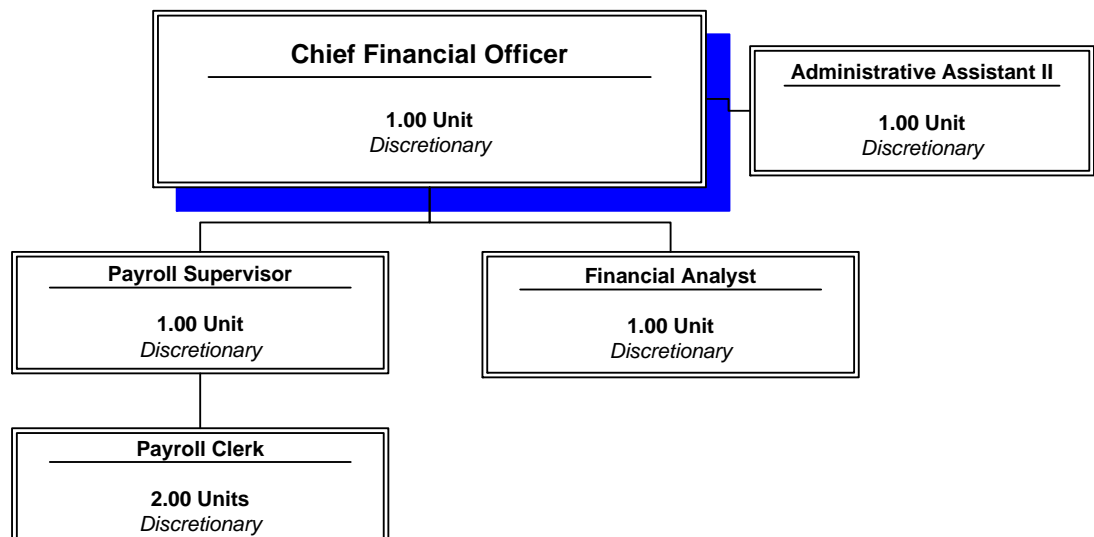 Chief Financial Officer
1.00 Unit
Discretionary
Administrative Assistant II
1.00 Unit
Discretionary
Payroll Supervisor
1.00 Unit
Discretionary
Financial Analyst
1.00 Unit
Discretionary
Payroll Clerk
2.00 Units
Discretionary